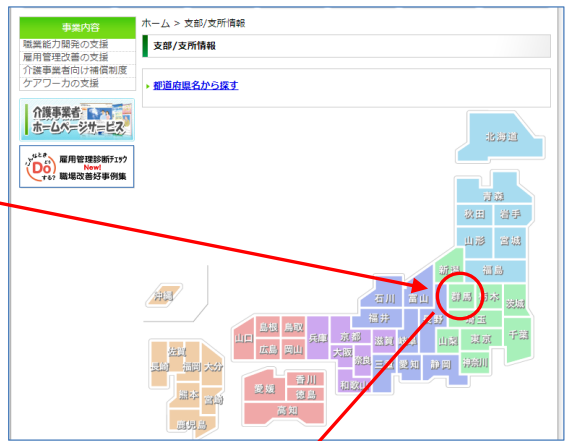 事業内容
職業能力開発の支援
雇用管理改善の支援
介護事業者向け補償制度
ケアワーカの支援
介護事業者
ホームページサービス
こんなとき
Do
どうする?
雇用管理診断チェック
New!
職場改善好事例集
ホーム > 支部/支所情報
支部/支所情報
都道府県名から探す
北海道
青森
秋田 岩手
山形 宮城
新潟 福島
石川 富山 群馬 栃木 茨城
福井 長野 埼玉 千葉
沖縄
山口 島根 鳥取 兵庫 京都 滋賀 岐阜 山梨 東京
広島 岡山 大阪 奈良 三重 愛知 静岡 神奈川
和歌山
佐賀
長崎 福岡 大分
熊本 宮崎
鹿児島
愛媛 香川
徳島
高知